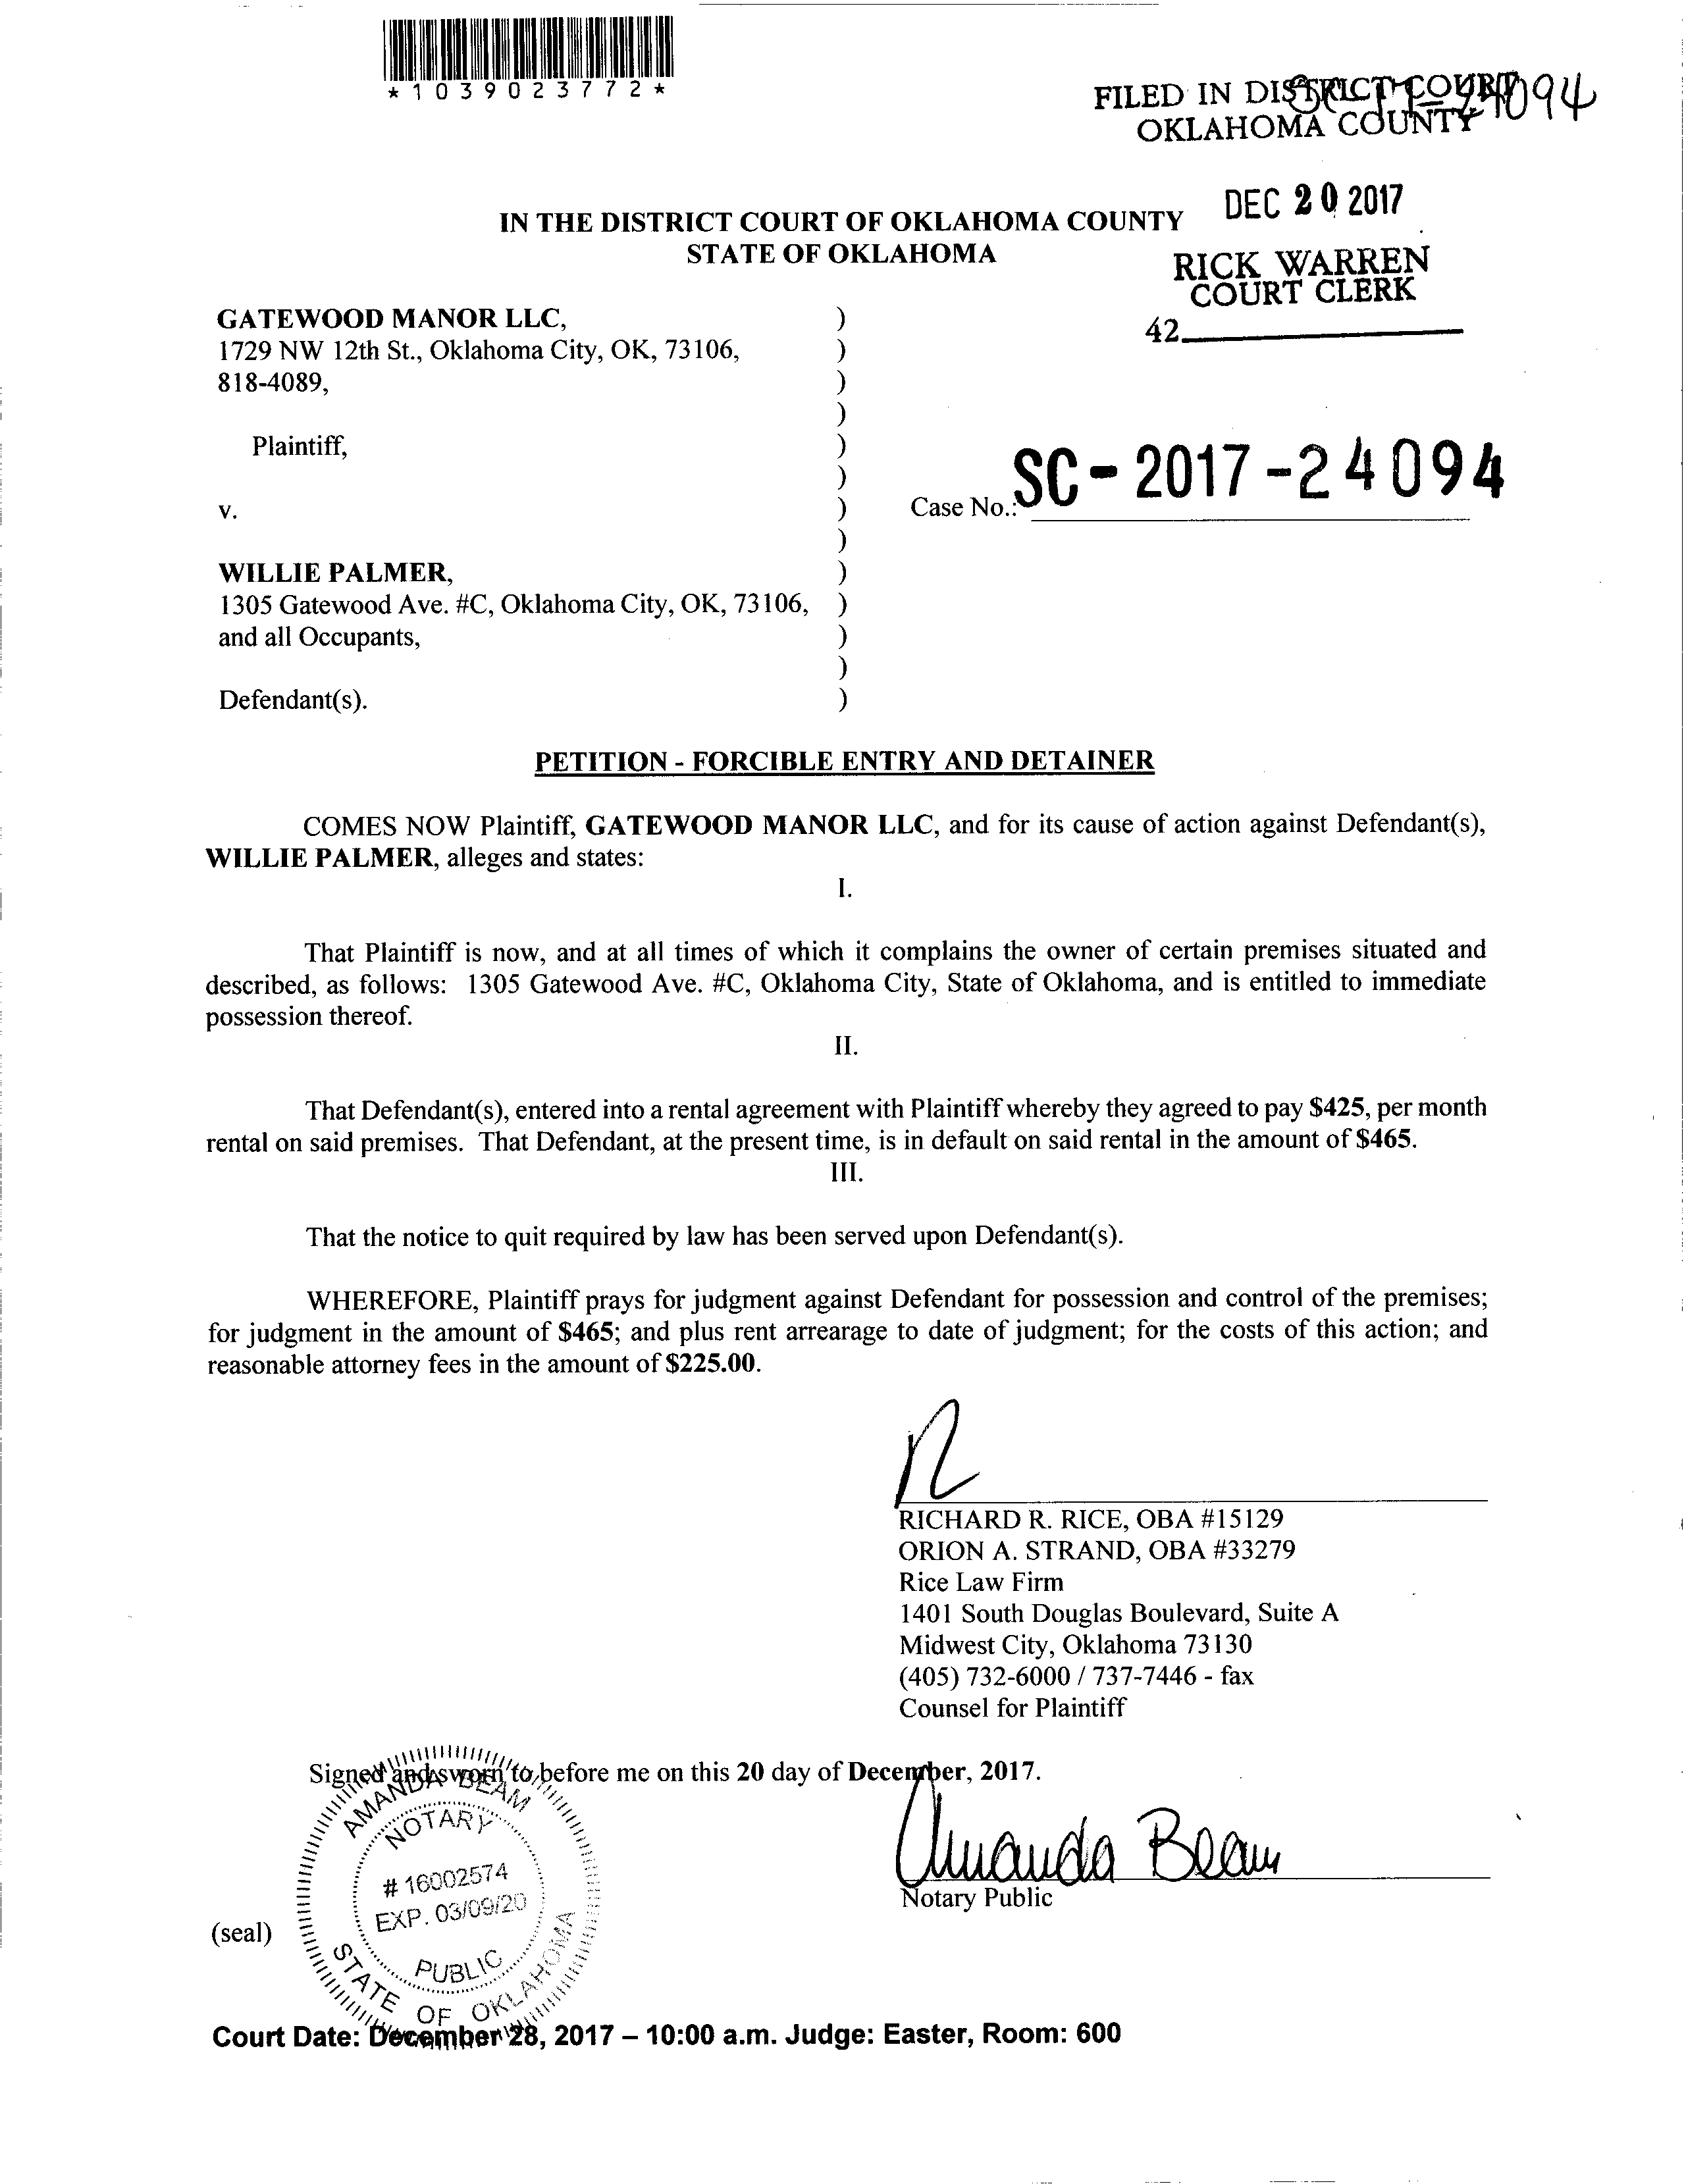 *1039023772*
FILED IN DISTRICT COURT
OKLAHOMA COUNTY
DEC 20 2017
RICK WARREN
COURT CLERK
42
IN THE DISTRICT COURT OF OKLAHOMA COUNTY
STATE OF OKLAHOMA
GATEWOOD MANOR LLC, )
1729 NW 12th St., Oklahoma City, OK, 73106, )
818-4089, )
)
Plaintiff, )
)
v. )
)
WILLIE PALMER, )
1305 Gatewood Ave. #C, Oklahoma City, OK, 73106, )
and all Occupants, )
)
Defendant(s). )
Case No.: SC-2017-24094
PETITION - FORCIBLE ENTRY AND DETAINER
COMES NOW Plaintiff, GATEWOOD MANOR LLC, and for its cause of action against Defendant(s),
WILLIE PALMER, alleges and states:
I.
That Plaintiff is now, and at all times of which it complains the owner of certain premises situated and
described, as follows: 1305 Gatewood Ave. #C, Oklahoma City, State of Oklahoma, and is entitled to immediate
possession thereof.
II.
That Defendant(s), entered into a rental agreement with Plaintiff whereby they agreed to pay $425, per month
rental on said premises. That Defendant, at the present time, is in default on said rental in the amount of $465.
III.
That the notice to quit required by law has been served upon Defendant(s).
WHEREFORE, Plaintiff prays for judgment against Defendant for possession and control of the premises;
for judgment in the amount of $465; and plus rent arrearage to date of judgment; for the costs of this action; and
reasonable attorney fees in the amount of $225.00.
RICHARD R. RICE, OBA #15129
ORION A. STRAND, OBA #33279
Rice Law Firm
1401 South Douglas Boulevard, Suite A
Midwest City, Oklahoma 73130
(405) 732-6000 / 737-7446 - fax
Counsel for Plaintiff
Signed and sworn to before me on this 20 day of December, 2017.
Amanda Beam
Notary Public
(seal)
AMANDA BEAM
NOTARY
# 16002574
EXP. 03/09/20
PUBLIC
STATE OF OKLAHOMA
Court Date: December 28, 2017 – 10:00 a.m. Judge: Easter, Room: 600